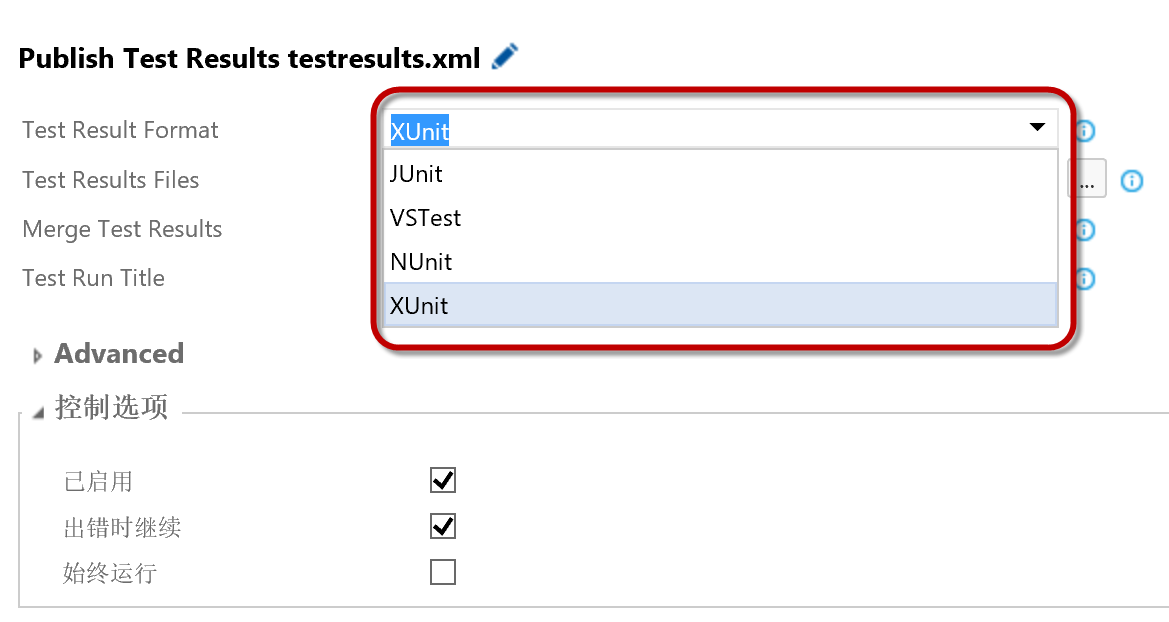 Publish Test Results testresults.xml
Test Result Format XUnit
JUnit
Test Results Files ...
VSTest
Merge Test Results
NUnit
Test Run Title
XUnit
Advanced
控制选项
已启用
出错时继续
始终运行